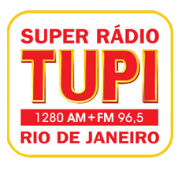 SUPER RÁDIO
TUPI
1280 AM+FM 96,5
RIO DE JANEIRO